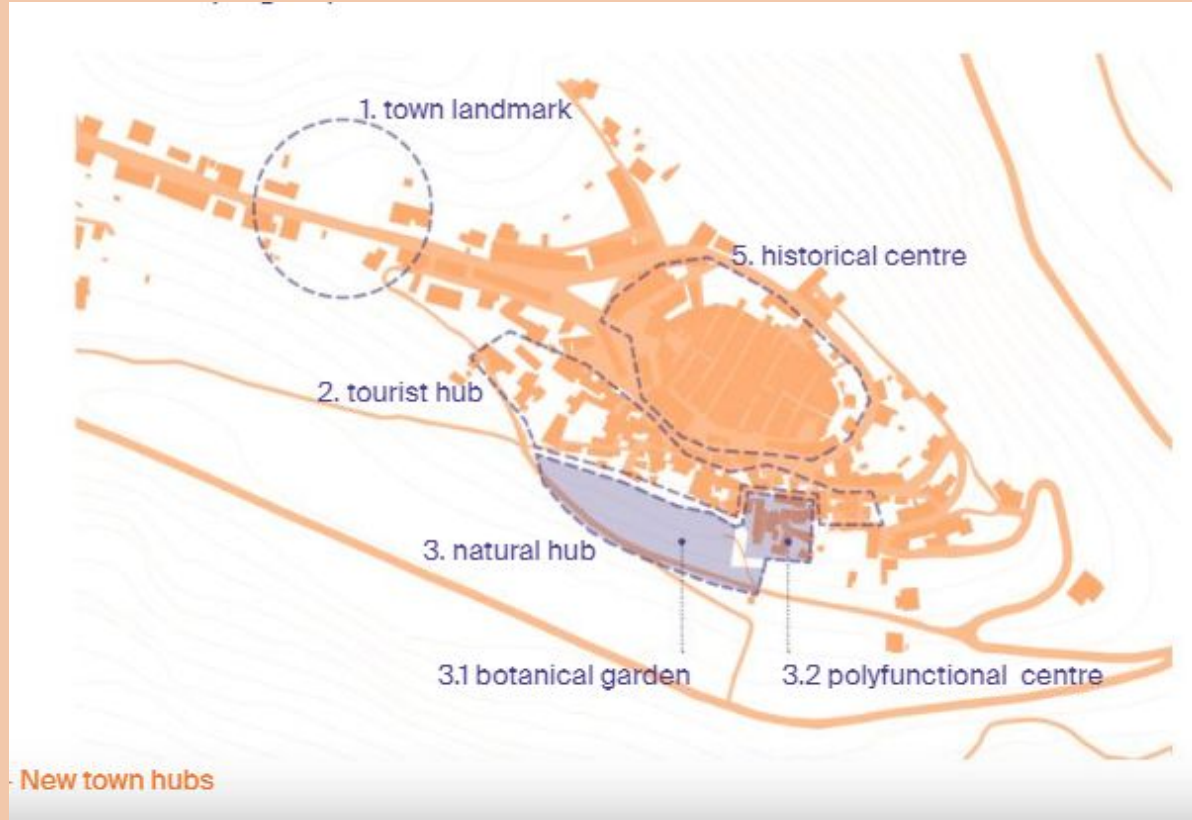 1. town landmark
5. historical centre
2. tourist hub
3. natural hub
3.1 botanical garden
3.2 polyfunctional centre
New town hubs